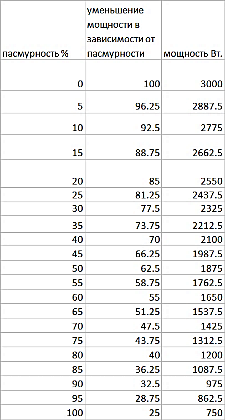 уменьшение
мощности в
зависимости от
пасмурность % пасмурности мощность Вт.
0 100 3000
5 96.25 2887.5
10 92.5 2775
15 88.75 2662.5
20 85 2550
25 81.25 2437.5
30 77.5 2325
35 73.75 2212.5
40 70 2100
45 66.25 1987.5
50 62.5 1875
55 58.75 1762.5
60 55 1650
65 51.25 1537.5
70 47.5 1425
75 43.75 1312.5
80 40 1200
85 36.25 1087.5
90 32.5 975
95 28.75 862.5
100 25 750